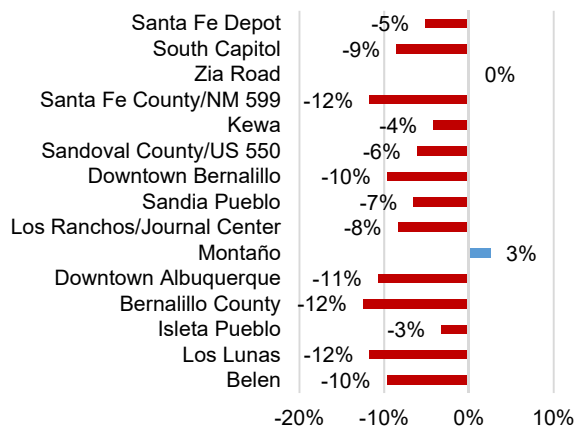 Santa Fe Depot -5%
South Capitol -9%
Zia Road 0%
Santa Fe County/NM 599 -12%
Kewa -4%
Sandoval County/US 550 -6%
Downtown Bernalillo -10%
Sandia Pueblo -7%
Los Ranchos/Journal Center -8%
Montaño 3%
Downtown Albuquerque -11%
Bernalillo County -12%
Isleta Pueblo -3%
Los Lunas -12%
Belen -10%
-20% -10% 0% 10%